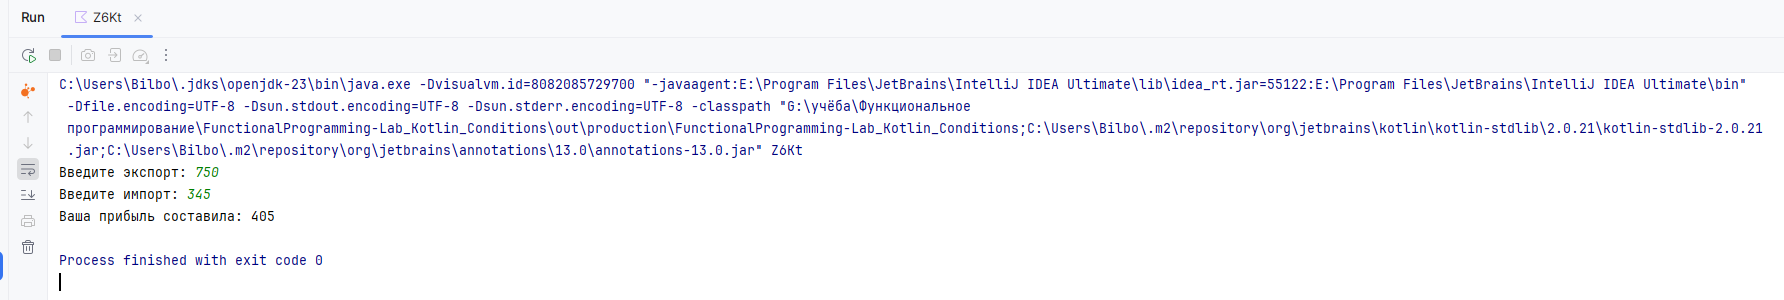 Run Z6Kt
C:\Users\Bilbo\.jdks\openjdk-23\bin\java.exe -Dvisualvm.id=8082085729700 "-javaagent:E:\Program Files\JetBrains\IntelliJ IDEA Ultimate\lib\idea_rt.jar=55122:E:\Program Files\JetBrains\IntelliJ IDEA Ultimate\bin"
-Dfile.encoding=UTF-8 -Dsun.stdout.encoding=UTF-8 -Dsun.stderr.encoding=UTF-8 -classpath "G:\учёба\Функциональное
программирование\FunctionalProgramming-Lab_Kotlin_Conditions\out\production\FunctionalProgramming-Lab_Kotlin_Conditions;C:\Users\Bilbo\.m2\repository\org\jetbrains\kotlin\kotlin-stdlib\2.0.21\kotlin-stdlib-2.0.21
.jar;C:\Users\Bilbo\.m2\repository\org\jetbrains\annotations\13.0\annotations-13.0.jar" Z6Kt
Введите экспорт: 750
Введите импорт: 345
Ваша прибыль составила: 405
Process finished with exit code 0